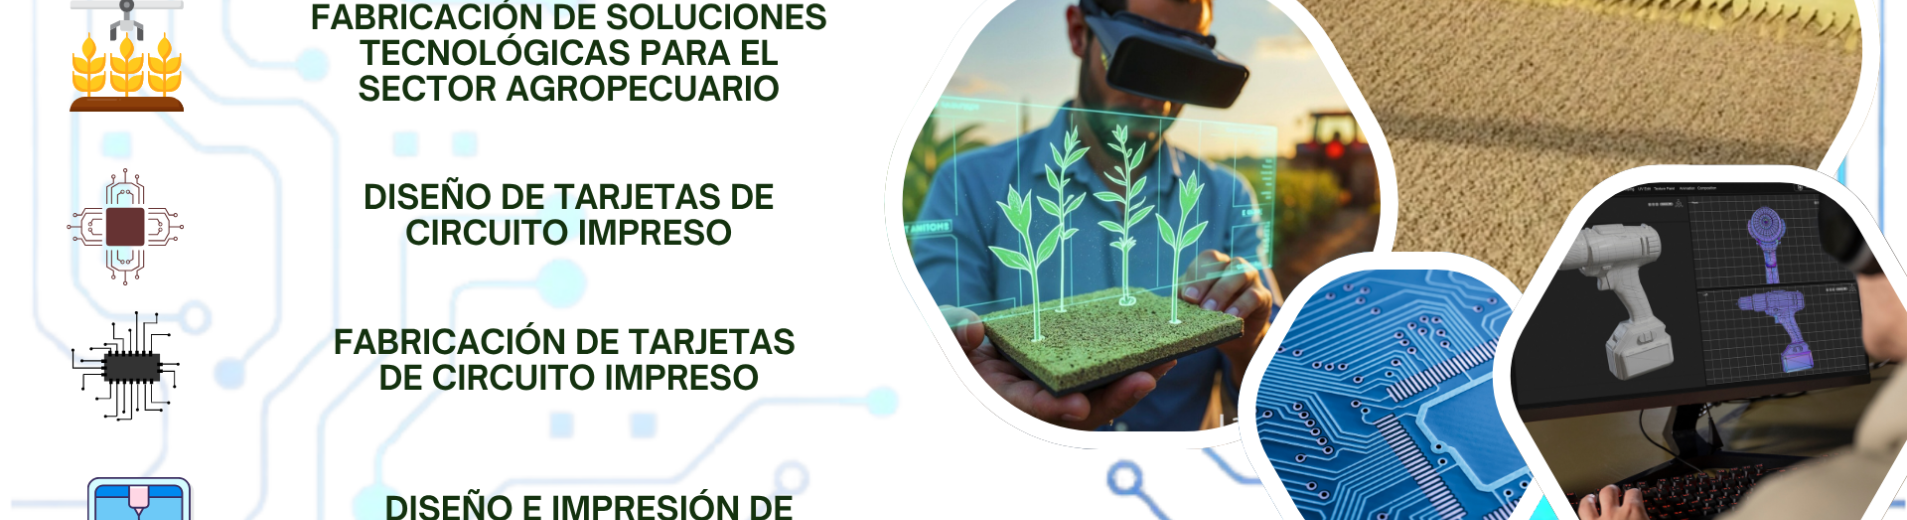 FABRICACIÓN DE SOLUCIONES
TECNOLÓGICAS PARA EL
SECTOR AGROPECUARIO
DISEÑO DE TARJETAS DE
CIRCUITO IMPRESO
FABRICACIÓN DE TARJETAS
DE CIRCUITO IMPRESO
DISEÑO E IMPRESIÓN DE